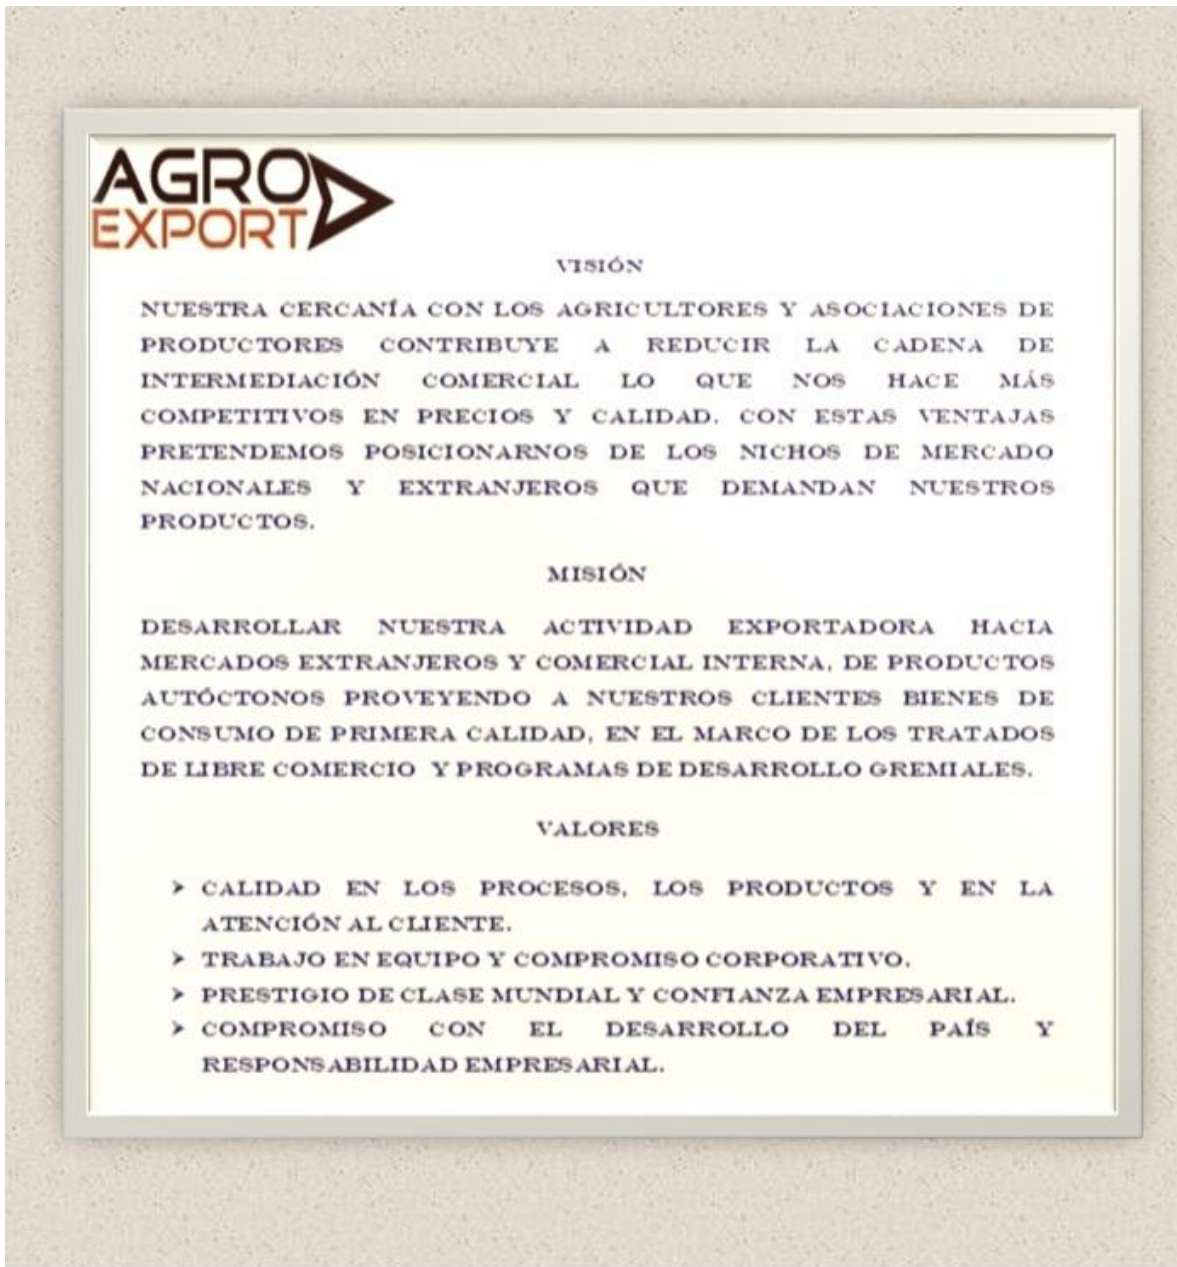 AGRO
EXPORT
VISIÓN
NUESTRA CERCANÍA CON LOS AGRICULTORES Y ASOCIACIONES DE
PRODUCTORES CONTRIBUYE A REDUCIR LA CADENA DE
INTERMEDIACIÓN COMERCIAL LO QUE NOS HACE MÁS
COMPETITIVOS EN PRECIOS Y CALIDAD. CON ESTAS VENTAJAS
PRETENDEMOS POSICIONARNOS DE LOS NICHOS DE MERCADO
NACIONALES Y EXTRANJEROS QUE DEMANDAN NUESTROS
PRODUCTOS.
MISIÓN
DESARROLLAR NUESTRA ACTIVIDAD EXPORTADORA HACIA
MERCADOS EXTRANJEROS Y COMERCIAL INTERNA, DE PRODUCTOS
AUTÓCTONOS PROVEYENDO A NUESTROS CLIENTES BIENES DE
CONSUMO DE PRIMERA CALIDAD, EN EL MARCO DE LOS TRATADOS
DE LIBRE COMERCIO Y PROGRAMAS DE DESARROLLO GREMIALES.
VALORES
➢ CALIDAD EN LOS PROCESOS, LOS PRODUCTOS Y EN LA
ATENCIÓN AL CLIENTE.
➢ TRABAJO EN EQUIPO Y COMPROMISO CORPORATIVO.
➢ PRESTIGIO DE CLASE MUNDIAL Y CONFIANZA EMPRESARIAL.
➢ COMPROMISO CON EL DESARROLLO DEL PAÍS Y
RESPONSABILIDAD EMPRESARIAL.